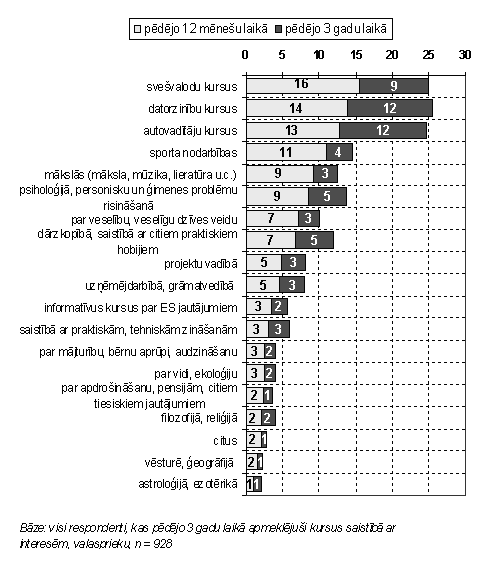 pēdējo 12 mēnešu laikā
pēdējo 3 gadu laikā
0 5 10 15 20 25 30
svešvalodu kursus 16 9
datorzinību kursus 14 12
autovadītāju kursus 13 12
sporta nodarbības 11 4
mākslās (māksla, mūzika, lieratūra u.c.) 9 3
psiholoģijā, personisku un ģimenes problēmu
risināšanā 9 5
par veselību, veselīgu dzīves veidu 7 3
dārzkopībā, saistībā ar citiem praktiskiem
hobijiem 7 5
projektu vadībā 5 3
uzņēmējdarbībā, grāmatvedībā 5 3
informatīvus kursus par ES jautājumiem 3 2
saistībā ar praktiskām, tehniskām zināšanām 3 3
par mājturību, bērnu aprūpi, audzināšanu 3 2
par vidi, ekoloģiju 3 2
par apdrošināšanu, pensijām, citiem
tiesiskiem jautājumiem 2 3
filozofijā, reliģijā 2 2
citus 2 1
vēsturē, ģeogrāfijā 2 1
astroloģijā, ezotērikā 1 1
Bāze: visi respondenti, kas pēdējo 3 gadu laikā apmeklējuši kursus saistībā ar
interesēm, vaļasprieku, n = 928